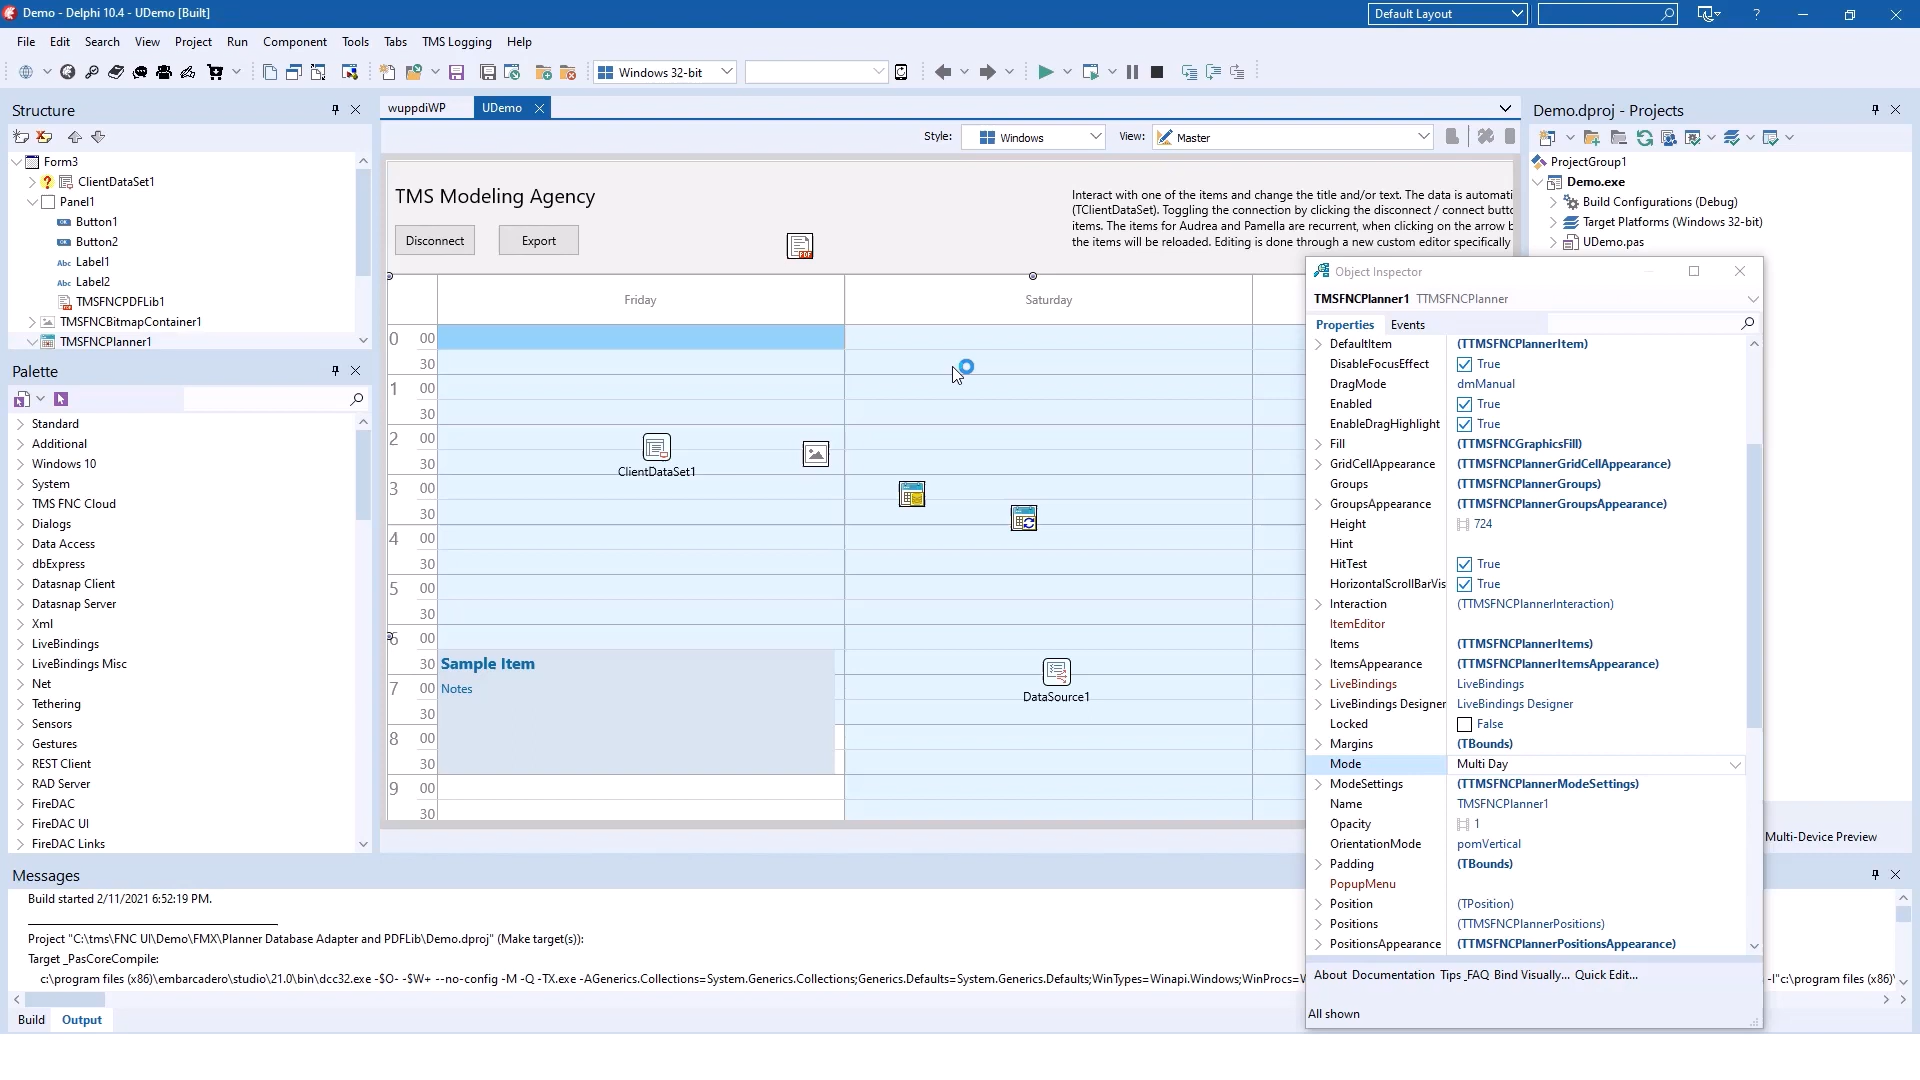 Demo - Delphi 10.4 - UDemo [Built]
Default Layout
File Edit Search View Project Run Component Tools Tabs TMS Logging Help
Windows 32-bit
Structure
Form3
ClientDataSet1
Panel1
Button1
Button2
Label1
Label2
TMSFNCPDFLib1
TMSFNCBitmapContainer1
TMSFNCPlanner1
Palette
Standard
Additional
Windows 10
System
TMS FNC Cloud
Dialogs
Data Access
dbExpress
Datasnap Client
Datasnap Server
Xml
LiveBindings
LiveBindings Misc
Net
Tethering
Sensors
Gestures
REST Client
RAD Server
FireDAC
FireDAC UI
FireDAC Links
wuppdiWP
UDemo
Style: Windows View: Master
TMS Modeling Agency
Disconnect
Export
PDF
Interact with one of the items and change the title and/or text. The data is automati
(TClientDataSet). Toggling the connection by clicking the disconnect / connect butto
items. The items for Audrea and Pamella are recurrent, when clicking on the arrow b
the items will be reloaded. Editing is done through a new custom editor specifically
Friday
Saturday
0 00
30
1 00
30
2 00
30
3 00
30
4 00
30
5 00
30
6 00
30
7 00
30
8 00
30
9 00
30
ClientDataSet1
Sample Item
Notes
DataSource1
Demo.dproj - Projects
ProjectGroup1
Demo.exe
Build Configurations (Debug)
Target Platforms (Windows 32-bit)
UDemo.pas
Object Inspector
TMSFNCPlanner1 TTMSFNCPlanner
Properties Events
DefaultItem (TTMSFNCPlannerItem)
DisableFocusEffect True
DragMode dmManual
Enabled True
EnableDragHighlight True
Fill (TTMSFNCGraphicsFill)
GridCellAppearance (TTMSFNCPlannerGridCellAppearance)
Groups (TTMSFNCPlannerGroups)
GroupsAppearance (TTMSFNCPlannerGroupsAppearance)
Height 724
Hint
HitTest True
HorizontalScrollBarVis True
Interaction (TTMSFNCPlannerInteraction)
ItemEditor
Items (TTMSFNCPlannerItems)
ItemsAppearance (TTMSFNCPlannerItemsAppearance)
LiveBindings LiveBindings
LiveBindings Designer LiveBindings Designer
Locked False
Margins (TBounds)
Mode Multi Day
ModeSettings (TTMSFNCPlannerModeSettings)
Name TMSFNCPlanner1
Opacity 1
OrientationMode pomVertical
Padding (TBounds)
PopupMenu
Position (TPosition)
Positions (TTMSFNCPlannerPositions)
PositionsAppearance (TTMSFNCPlannerPositionsAppearance)
About Documentation Tips_FAQ Bind Visually... Quick Edit...
All shown
Multi-Device Preview
Messages
Build started 2/11/2021 6:52:19 PM.
Project "C:\tms\FNC UI\Demo\FMX\Planner Database Adapter and PDFLib\Demo.dproj" (Make target(s)):
Target _PasCoreCompile:
c:\program files (x86)\embarcadero\studio\21.0\bin\dcc32.exe -$O- -$W+ --no-config -M -Q -TX.exe -AGenerics.Collections=System.Generics.Collections;Generics.Defaults=System.Generics.Defaults;WinTypes=Winapi.Windows;WinProcs=W
-I"c:\program files (x86)\
Build
Output